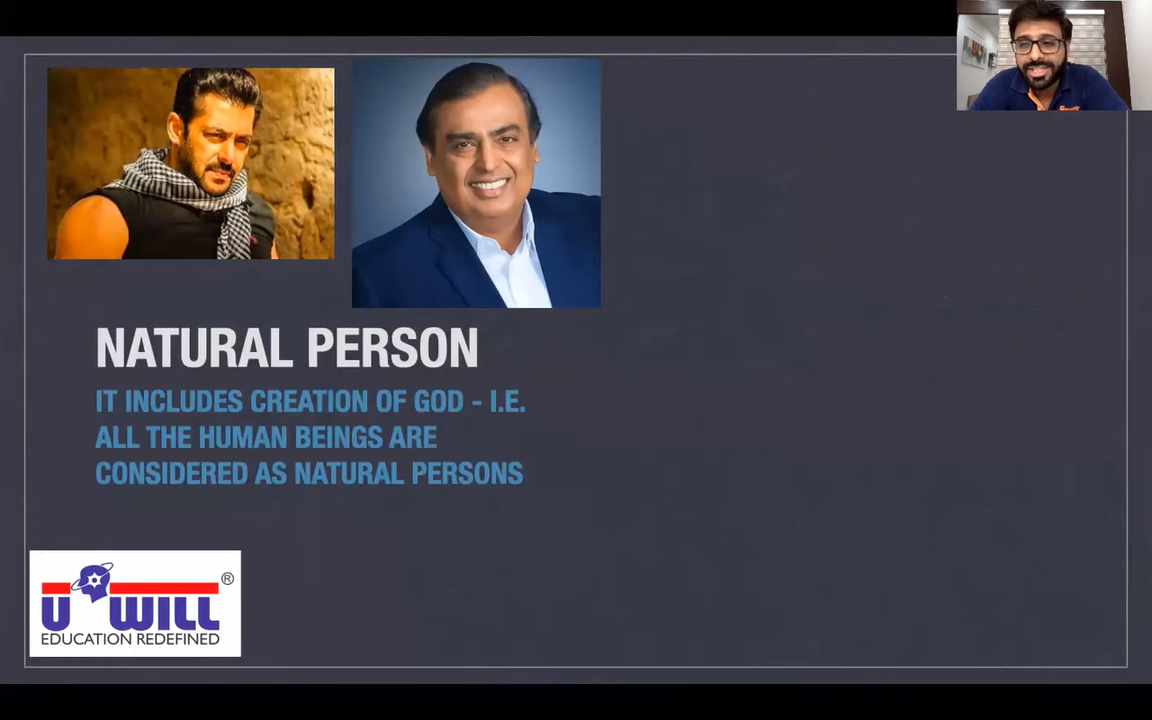 NATURAL PERSON
IT INCLUDES CREATION OF GOD - I.E.
ALL THE HUMAN BEINGS ARE
CONSIDERED AS NATURAL PERSONS
U WILL ®
EDUCATION REDEFINED